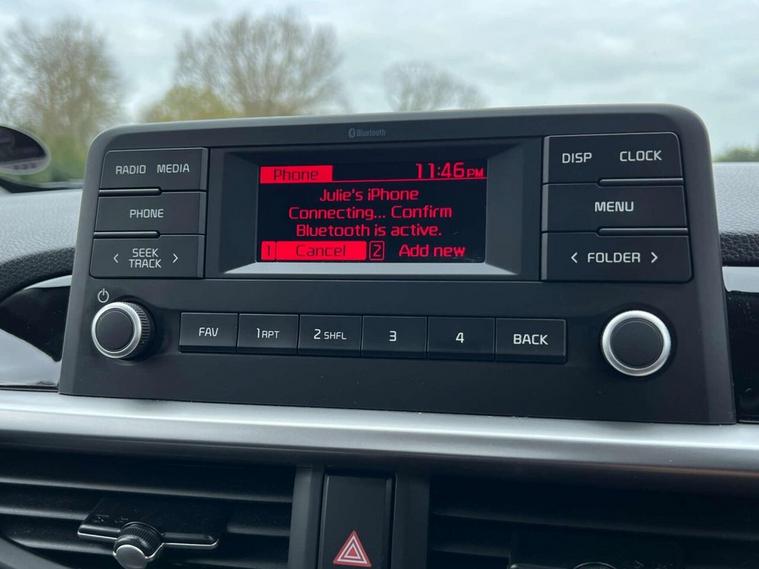 Bluetooth
RADIO MEDIA
PHONE
< SEEK TRACK >
Phone 11:46PM
Julie's iPhone
Connecting... Confirm
Bluetooth is active.
1 Cancel 2 Add new
DISP CLOCK
MENU
< FOLDER >
FAV 1 RPT 2 SHFL 3 4 BACK